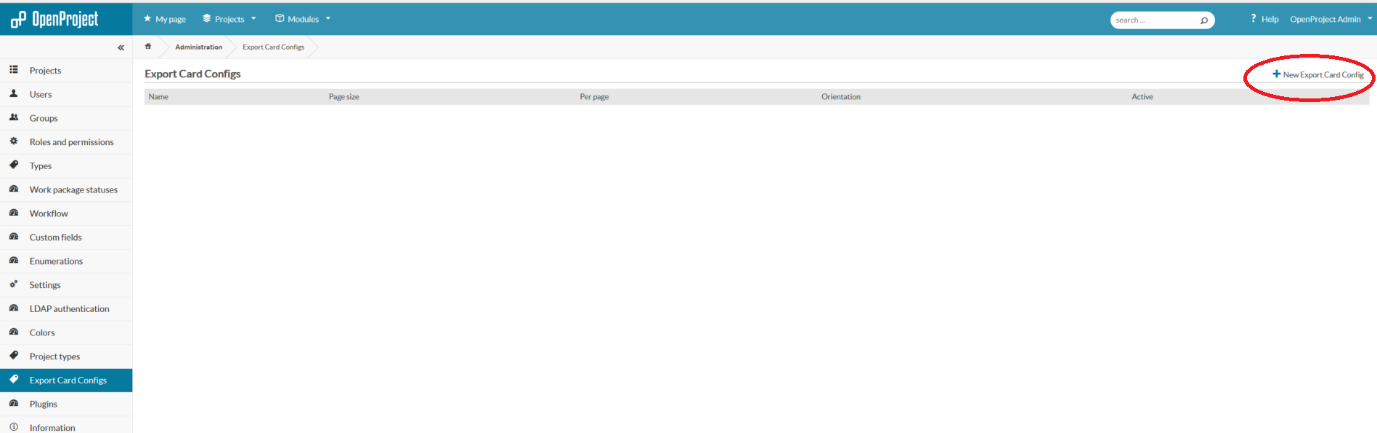 OpenProject
My page Projects Modules search ... ? Help OpenProject Admin
« Administration Export Card Configs
Projects
Export Card Configs
+ New Export Card Config
Users
Name Page size Per page Orientation Active
Groups
Roles and permissions
Types
Work package statuses
Workflow
Custom fields
Enumerations
Settings
LDAP authentication
Colors
Project types
Export Card Configs
Plugins
Information